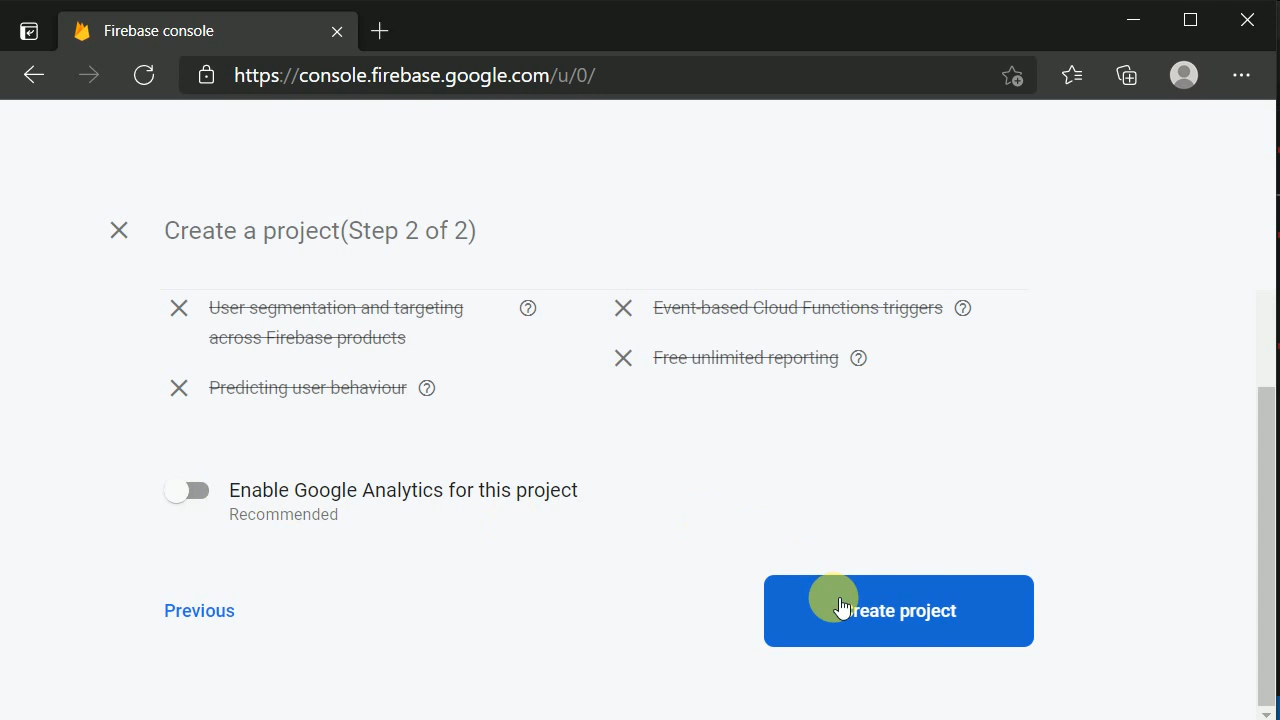 Firebase console
https://console.firebase.google.com/u/0/
Create a project(Step 2 of 2)
User segmentation and targeting
across Firebase products
Event-based Cloud Functions triggers
Free unlimited reporting
Predicting user behaviour
Enable Google Analytics for this project
Recommended
Previous
Create project